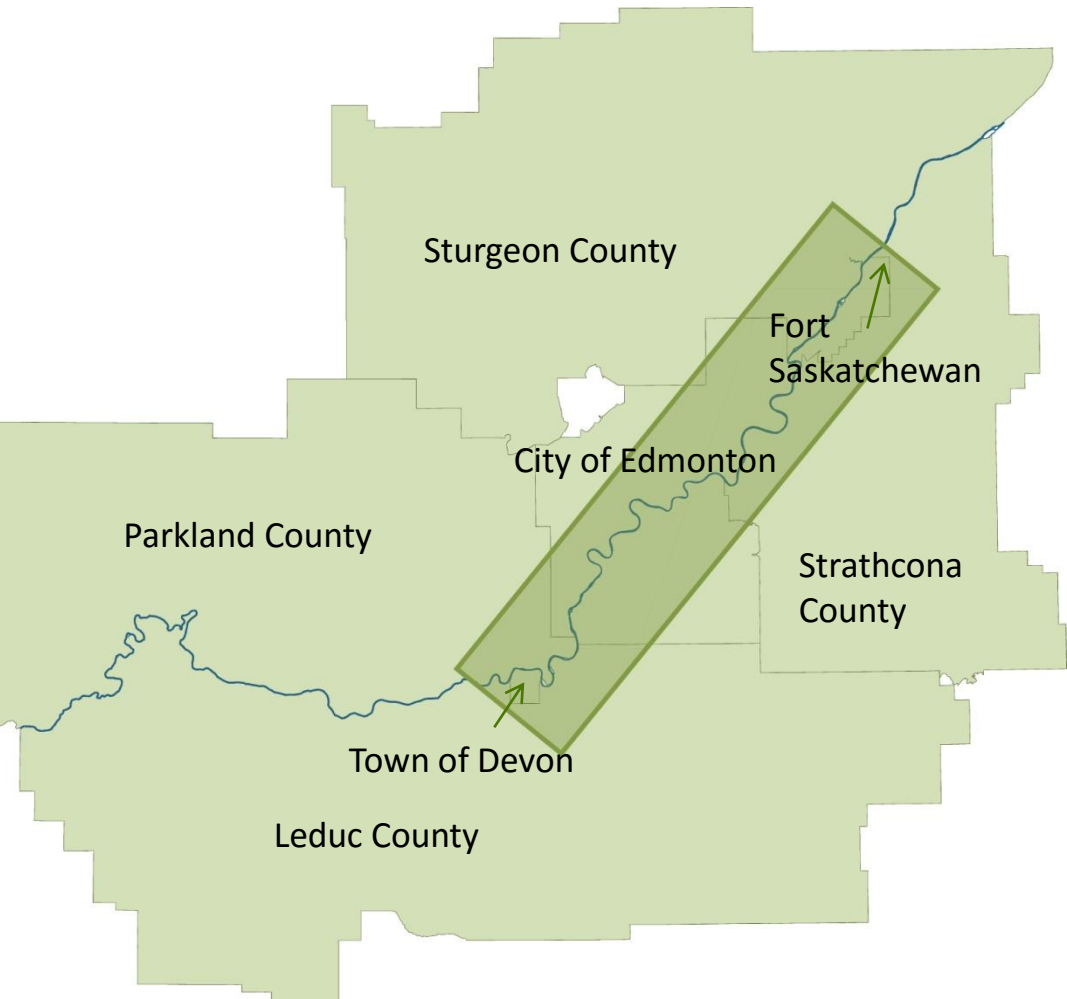 Sturgeon County
Fort
Saskatchewan
City of Edmonton
Parkland County
Strathcona
County
Town of Devon
Leduc County